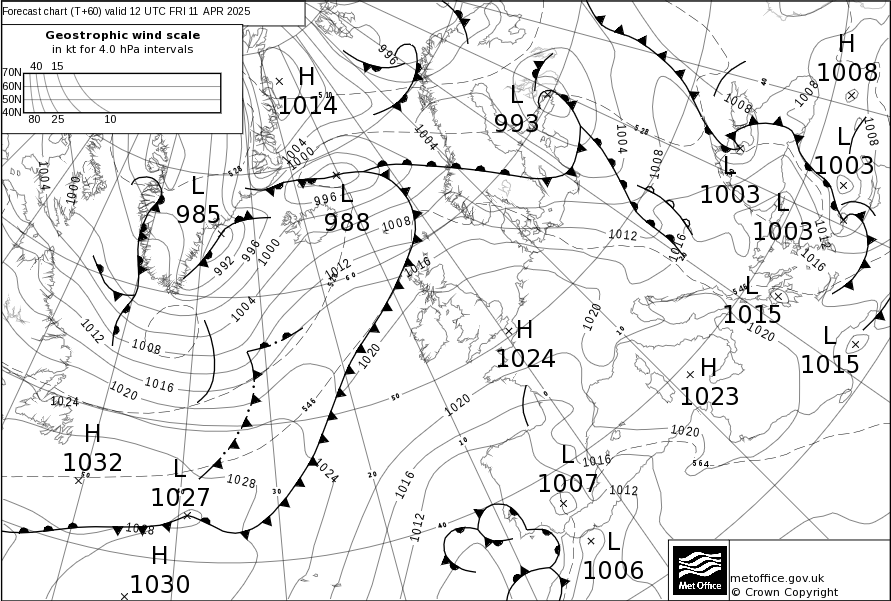 Forecast chart (T+60) valid 12 UTC FRI 11 APR 2025
Geostrophic wind scale
in kt for 4.0 hPa intervals
40 15
70N
60N
50N
40N
80 25 10
H
1014
510
996
L
993
H
1008
1008
1008
1008
L
1003
L
1003
L
1003
1012
1016
528
1004
1008
1004
1004
1000
528
1004
1000
L
985
L
988
996
1008
992
996
1000
1012
1016
60
1012
1016
1004
1012
1008
1016
1020
1024
1020
546
50
1020
H
1024
1020
10
0
L
1015
546
1020
L
1015
H
1023
1020
564
H
1032
50
L
1027
1028
30
1024
20
10
1016
1012
40
1028
H
1030
L
1007
1016
1012
L
1006
40
Met Office
metoffice.gov.uk
© Crown Copyright